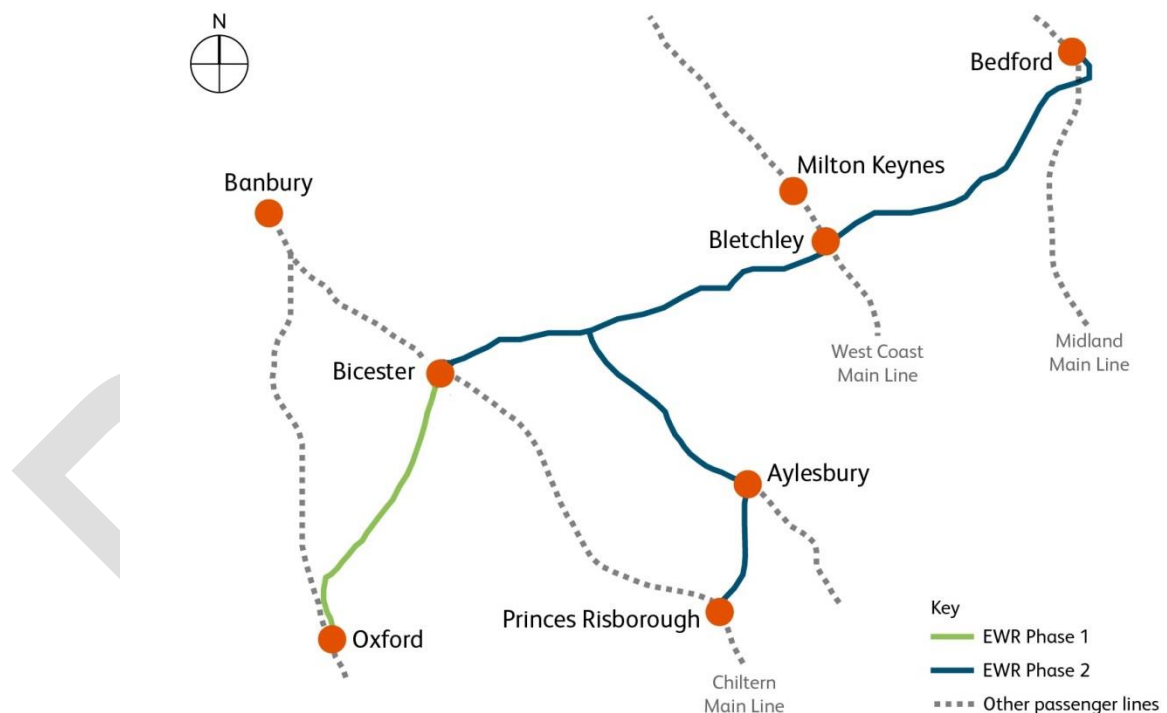 N
Bedford
Banbury
Milton Keynes
Bletchley
West Coast
Main Line
Midland
Main Line
Bicester
Aylesbury
Princes Risborough
Oxford
Chiltern
Main Line
Key
EWR Phase 1
EWR Phase 2
Other passenger lines